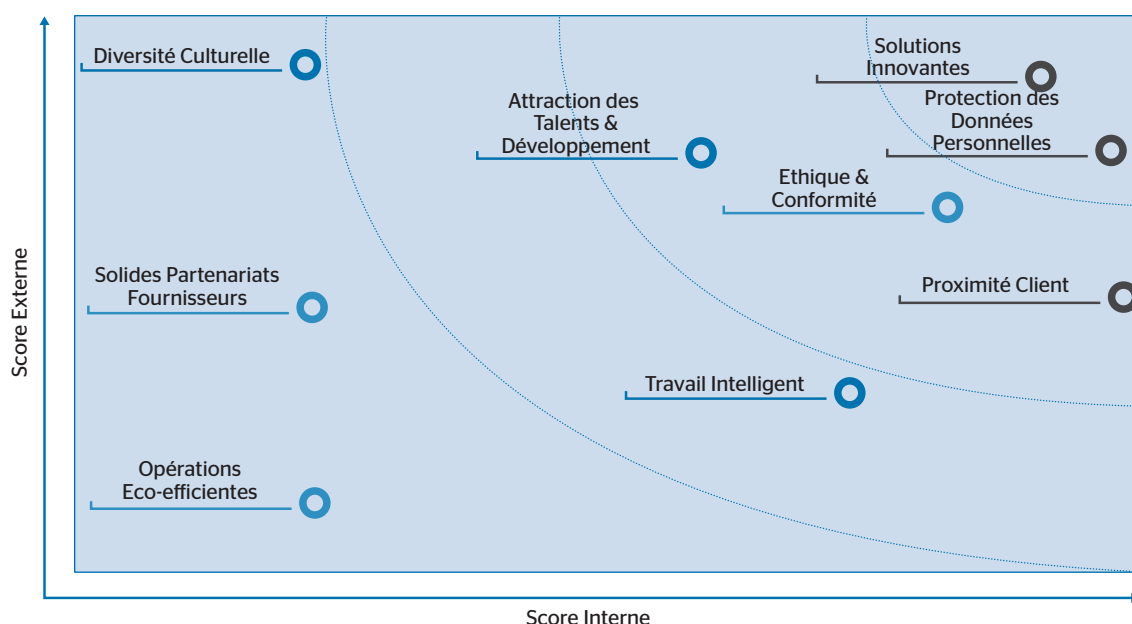 Diversité Culturelle
Solutions
Innovantes
Attraction des
Talents &
Développement
Protection des
Données
Personnelles
Ethique &
Conformité
Solides Partenariats
Fournisseurs
Proximité Client
Travail Intelligent
Opérations
Eco-efficientes
Score Externe
Score Interne